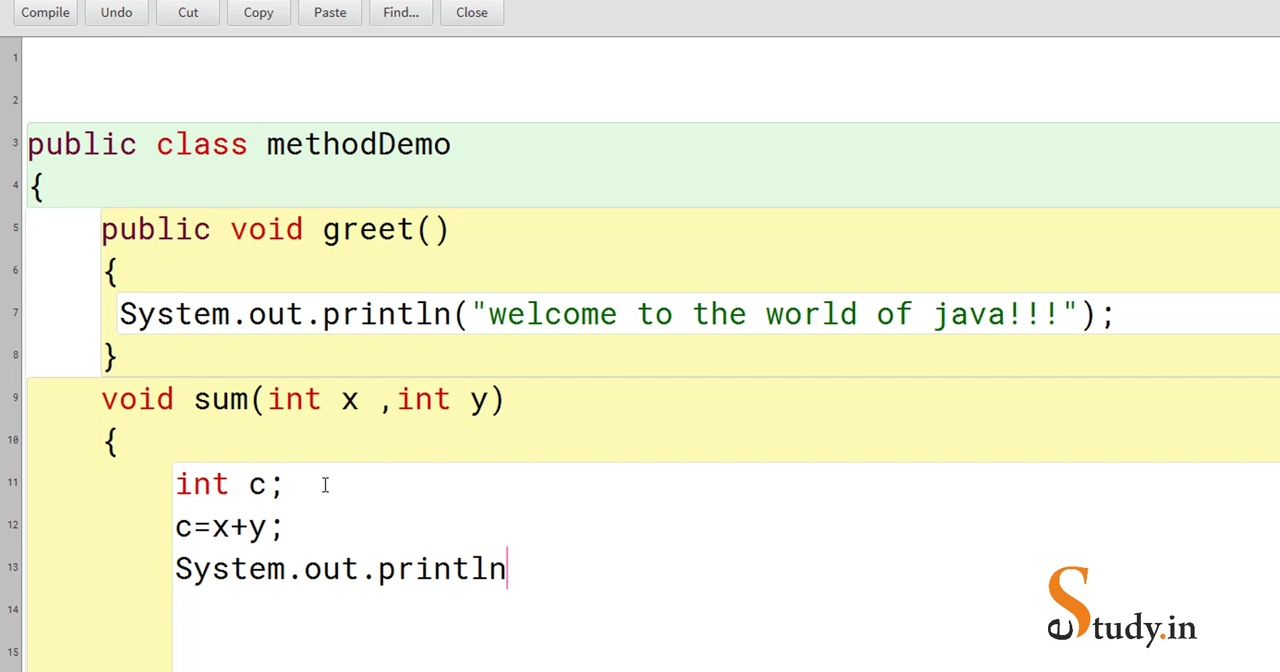 Compile Undo Cut Copy Paste Find... Close
1
2
3 public class methodDemo
4 {
5 public void greet()
6 {
7 System.out.println("welcome to the world of java!!!");
8 }
9 void sum(int x ,int y)
10 {
11 int c;
12 c=x+y;
13 System.out.println
14
15
eStudy.in